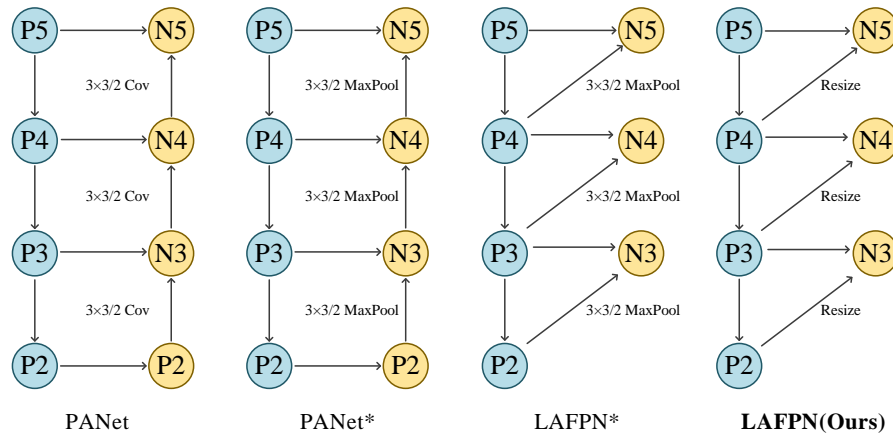 P5 N5 P5 N5 P5 N5 P5 N5
3×3/2 Cov 3×3/2 MaxPool 3×3/2 MaxPool Resize
P4 N4 P4 N4 P4 N4 P4 N4
3×3/2 Cov 3×3/2 MaxPool 3×3/2 MaxPool Resize
P3 N3 P3 N3 P3 N3 P3 N3
3×3/2 Cov 3×3/2 MaxPool 3×3/2 MaxPool Resize
P2 P2 P2 P2 P2 P2
PANet PANet* LAFPN* LAFPN(Ours)